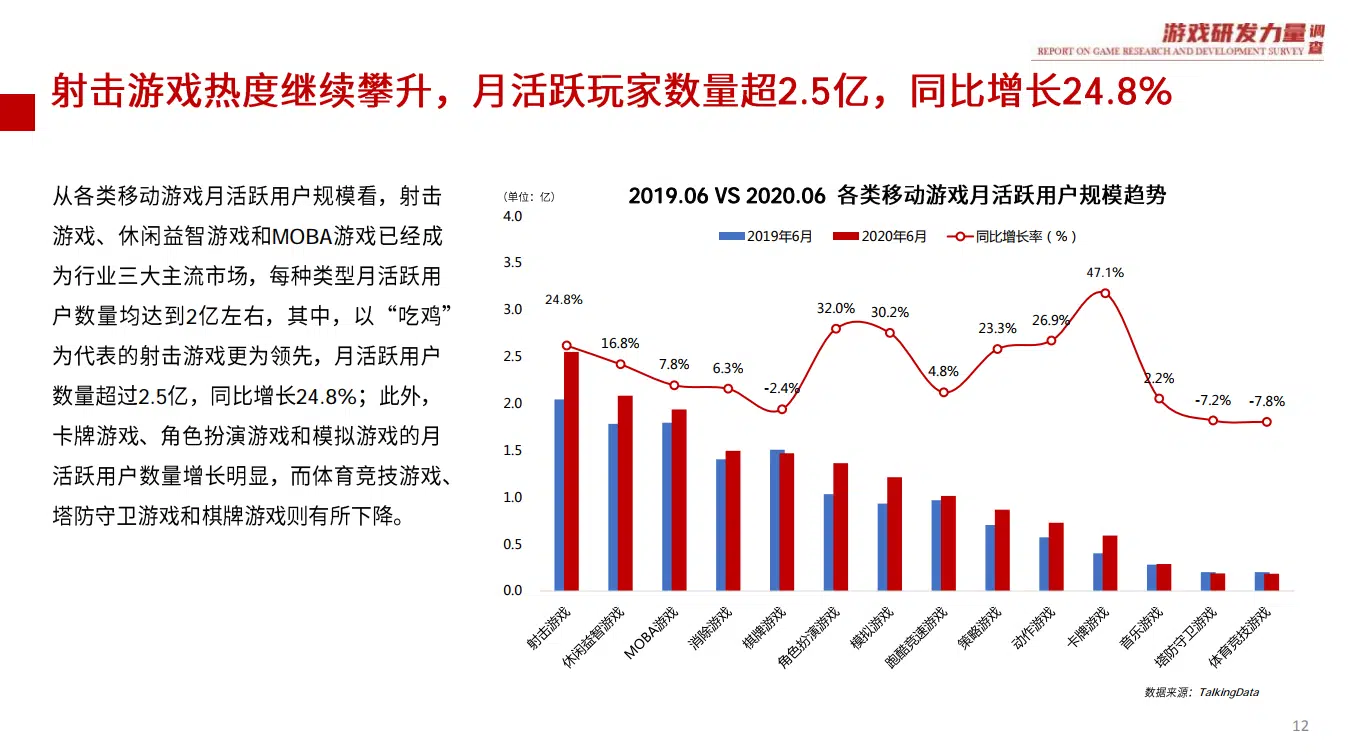 游戏研发力量调查
REPORT ON GAME RESEARCH AND DEVELOPMENT SURVEY
射击游戏热度继续攀升，月活跃玩家数量超2.5亿，同比增长24.8%
从各类移动游戏月活跃用户规模看，射击
游戏、休闲益智游戏和MOBA游戏已经成
为行业三大主流市场，每种类型月活跃用
户数量均达到2亿左右，其中，以“吃鸡”
为代表的射击游戏更为领先，月活跃用户
数量超过2.5亿，同比增长24.8%；此外，
卡牌游戏、角色扮演游戏和模拟游戏的月
活跃用户数量增长明显，而体育竞技游戏、
塔防守卫游戏和棋牌游戏则有所下降。
（单位：亿）
2019.06 VS 2020.06 各类移动游戏月活跃用户规模趋势
2019年6月 2020年6月 同比增长率（%）
4.0
3.5
3.0
2.5
2.0
1.5
1.0
0.5
0.0
24.8%
16.8%
7.8%
6.3%
-2.4%
32.0%
30.2%
4.8%
23.3%
26.9%
47.1%
2.2%
-7.2%
-7.8%
射击游戏
休闲益智游戏
MOBA游戏
消除游戏
棋牌游戏
角色扮演游戏
模拟游戏
跑酷竞速游戏
策略游戏
动作游戏
卡牌游戏
音乐游戏
塔防守卫游戏
体育竞技游戏
数据来源：TalkingData
12